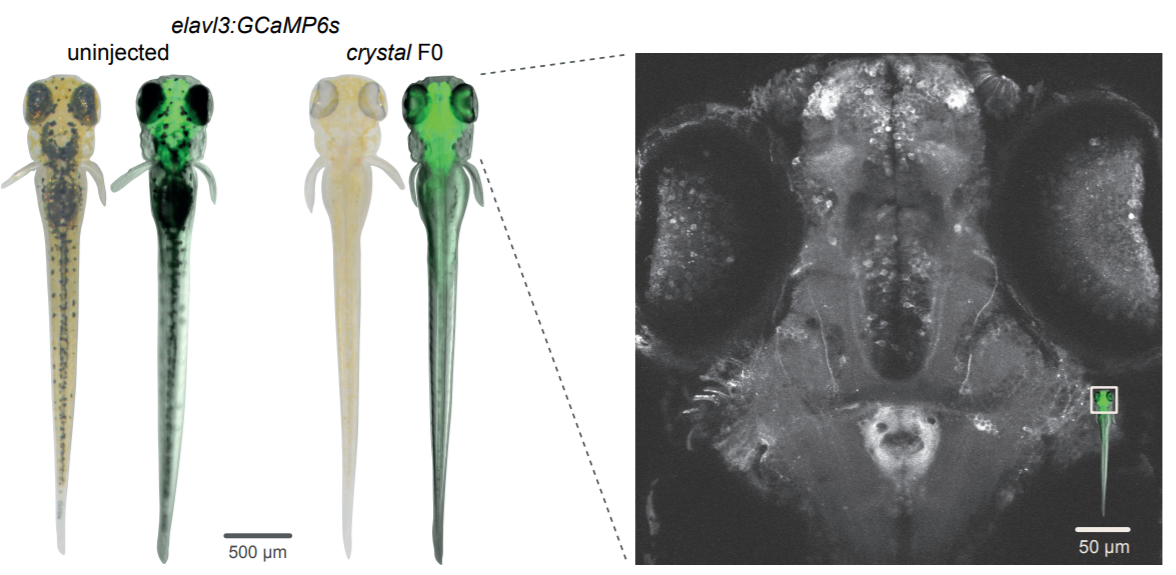 elavl3:GCaMP6s
uninjected
crystal F0
500 µm
50 µm